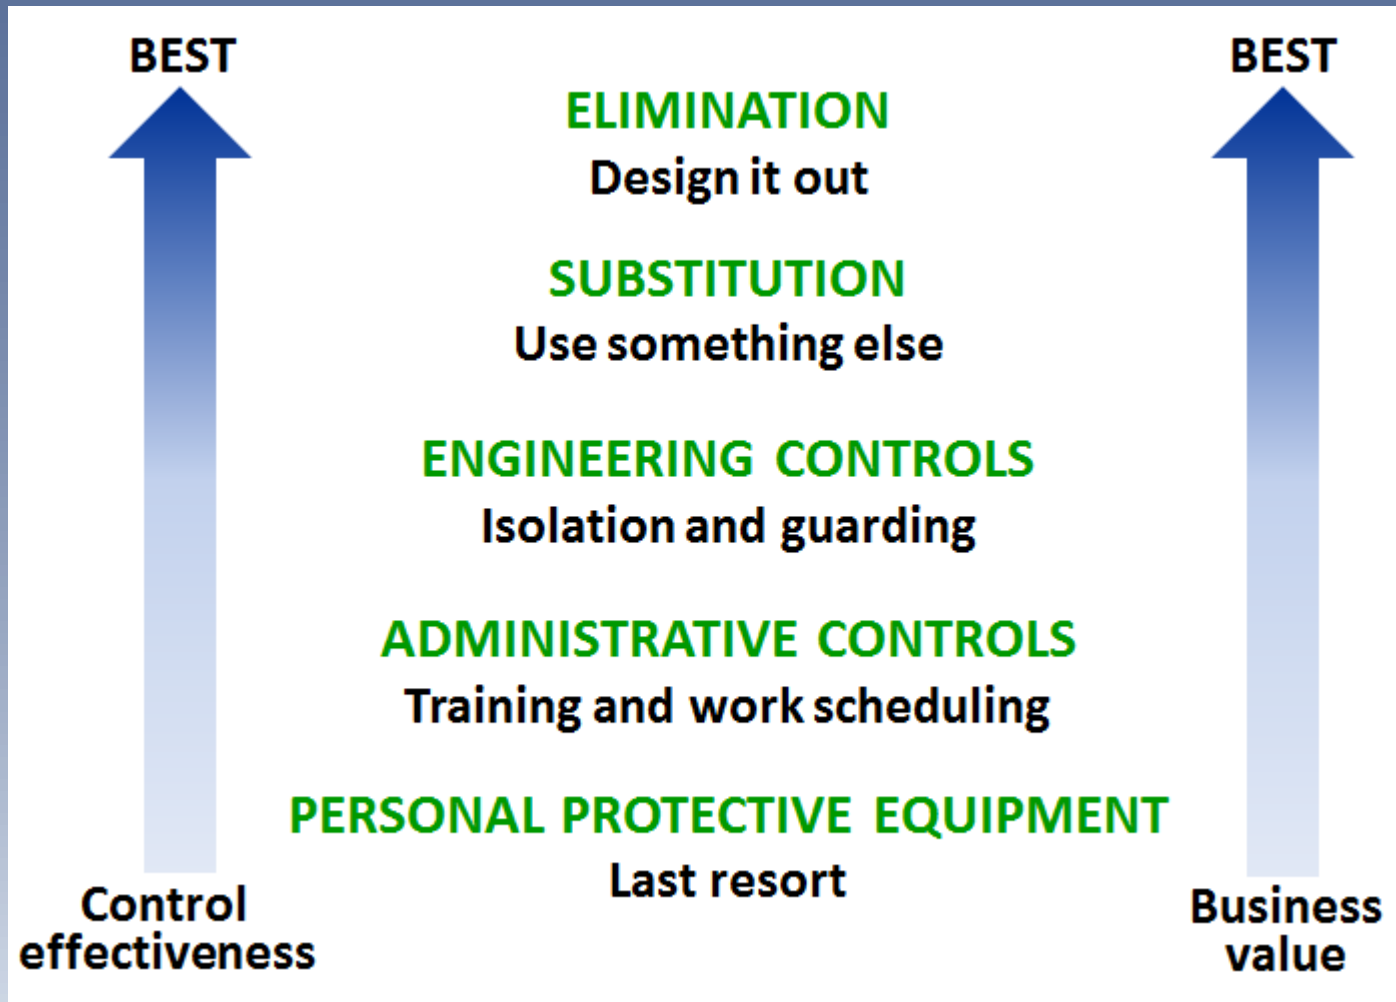 BEST
BEST
ELIMINATION
Design it out
SUBSTITUTION
Use something else
ENGINEERING CONTROLS
Isolation and guarding
ADMINISTRATIVE CONTROLS
Training and work scheduling
PERSONAL PROTECTIVE EQUIPMENT
Last resort
Control
effectiveness
Business
value